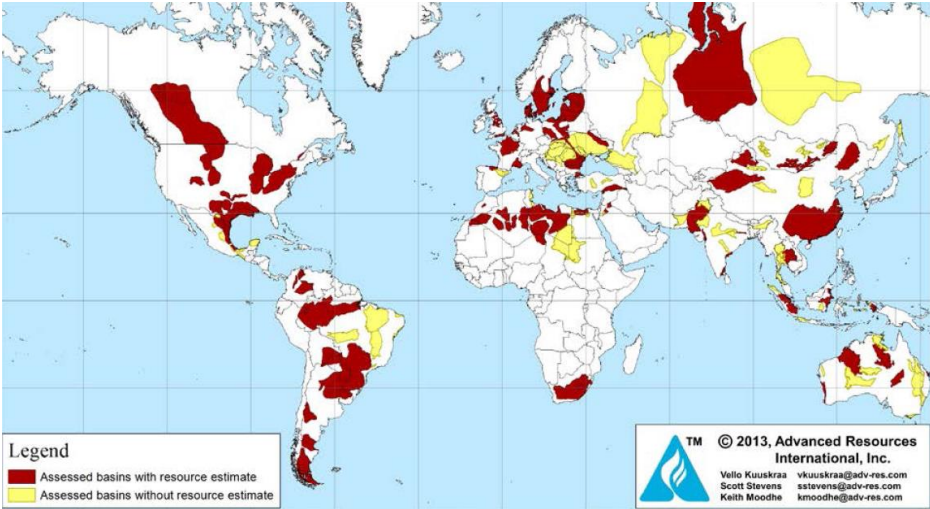 Legend
Assessed basins with resource estimate
Assessed basins without resource estimate
TM
© 2013, Advanced Resources
International, Inc.
Vello Kuuskraa vkuuskraa@adv-res.com
Scott Stevens sstevens@adv-res.com
Keith Moodhe kmoodhe@adv-res.com